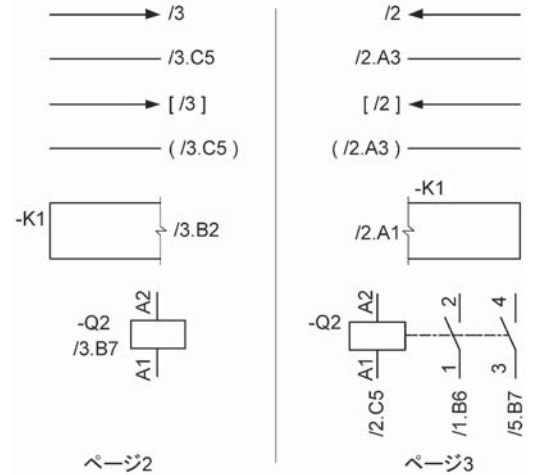 /3
/3.C5
[ /3 ]
( /3.C5 )
-K1
/3.B2
A2
-Q2
/3.B7
A1
ページ2
/2
/2.A3
[ /2 ]
( /2.A3 )
-K1
/2.A1
A2
2
4
-Q2
A1
1
3
/2.C5
/1.B6
/5.B7
ページ3